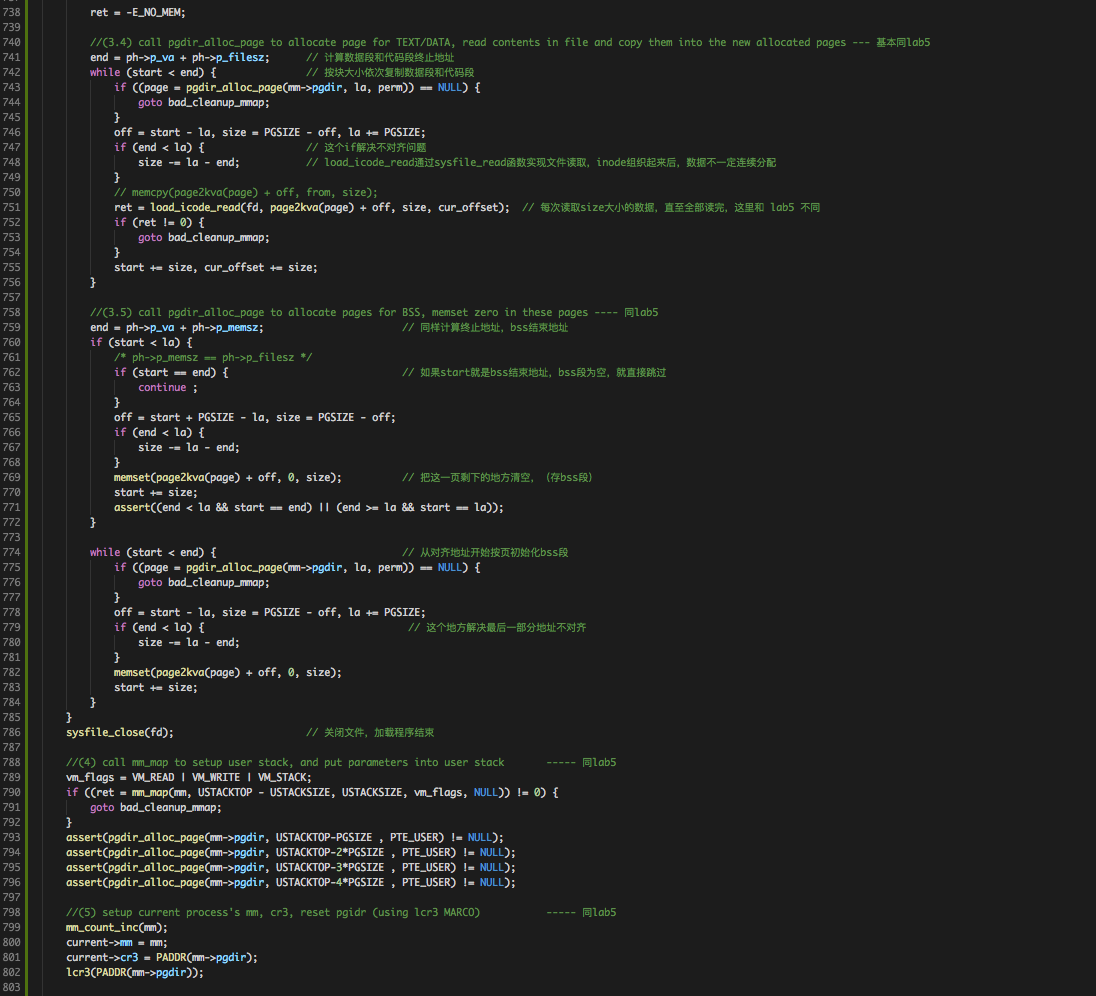 738 ret = -E_NO_MEM;
739
740 //(3.4) call pgdir_alloc_page to allocate page for TEXT/DATA, read contents in file and copy them into the new allocated pages --- 基本同lab5
741 end = ph->p_va + ph->p_filesz; // 计算数据段和代码段终止地址
742 while (start < end) { // 按块大小依次复制数据段和代码段
743 if ((page = pgdir_alloc_page(mm->pgdir, la, perm)) == NULL) {
744 goto bad_cleanup_mmap;
745 }
746 off = start - la, size = PGSIZE - off, la += PGSIZE;
747 if (end < la) { // 这个if解决不对齐问题
748 size -= la - end; // load_icode_read通过sysfile_read函数实现文件读取，inode组织起来后，数据不一定连续分配
749 }
750 // memcpy(page2kva(page) + off, from, size);
751 ret = load_icode_read(fd, page2kva(page) + off, size, cur_offset); // 每次读取size大小的数据，直至全部读完，这里和 lab5 不同
752 if (ret != 0) {
753 goto bad_cleanup_mmap;
754 }
755 start += size, cur_offset += size;
756 }
757
758 //(3.5) call pgdir_alloc_page to allocate pages for BSS, memset zero in these pages ---- 同lab5
759 end = ph->p_va + ph->p_memsz; // 同样计算终止地址，bss结束地址
760 if (start < la) {
761 /* ph->p_memsz == ph->p_filesz */
762 if (start == end) { // 如果start就是bss结束地址，bss段为空，就直接跳过
763 continue ;
764 }
765 off = start + PGSIZE - la, size = PGSIZE - off;
766 if (end < la) {
767 size -= la - end;
768 }
769 memset(page2kva(page) + off, 0, size); // 把这一页剩下的地方清空，（存bss段）
770 start += size;
771 assert((end < la && start == end) || (end >= la && start == la));
772 }
773
774 while (start < end) { // 从对齐地址开始按页初始化bss段
775 if ((page = pgdir_alloc_page(mm->pgdir, la, perm)) == NULL) {
776 goto bad_cleanup_mmap;
777 }
778 off = start - la, size = PGSIZE - off, la += PGSIZE;
779 if (end < la) { // 这个地方解决最后一部分地址不对齐
780 size -= la - end;
781 }
782 memset(page2kva(page) + off, 0, size);
783 start += size;
784 }
785 }
786 sysfile_close(fd); // 关闭文件，加载程序结束
787
788 //(4) call mm_map to setup user stack, and put parameters into user stack ----- 同lab5
789 vm_flags = VM_READ | VM_WRITE | VM_STACK;
790 if ((ret = mm_map(mm, USTACKTOP - USTACKSIZE, USTACKSIZE, vm_flags, NULL)) != 0) {
791 goto bad_cleanup_mmap;
792 }
793 assert(pgdir_alloc_page(mm->pgdir, USTACKTOP-PGSIZE , PTE_USER) != NULL);
794 assert(pgdir_alloc_page(mm->pgdir, USTACKTOP-2*PGSIZE , PTE_USER) != NULL);
795 assert(pgdir_alloc_page(mm->pgdir, USTACKTOP-3*PGSIZE , PTE_USER) != NULL);
796 assert(pgdir_alloc_page(mm->pgdir, USTACKTOP-4*PGSIZE , PTE_USER) != NULL);
797
798 //(5) setup current process's mm, cr3, reset pgidr (using lcr3 MARCO) ----- 同lab5
799 mm_count_inc(mm);
800 current->mm = mm;
801 current->cr3 = PADDR(mm->pgdir);
802 lcr3(PADDR(mm->pgdir));
803